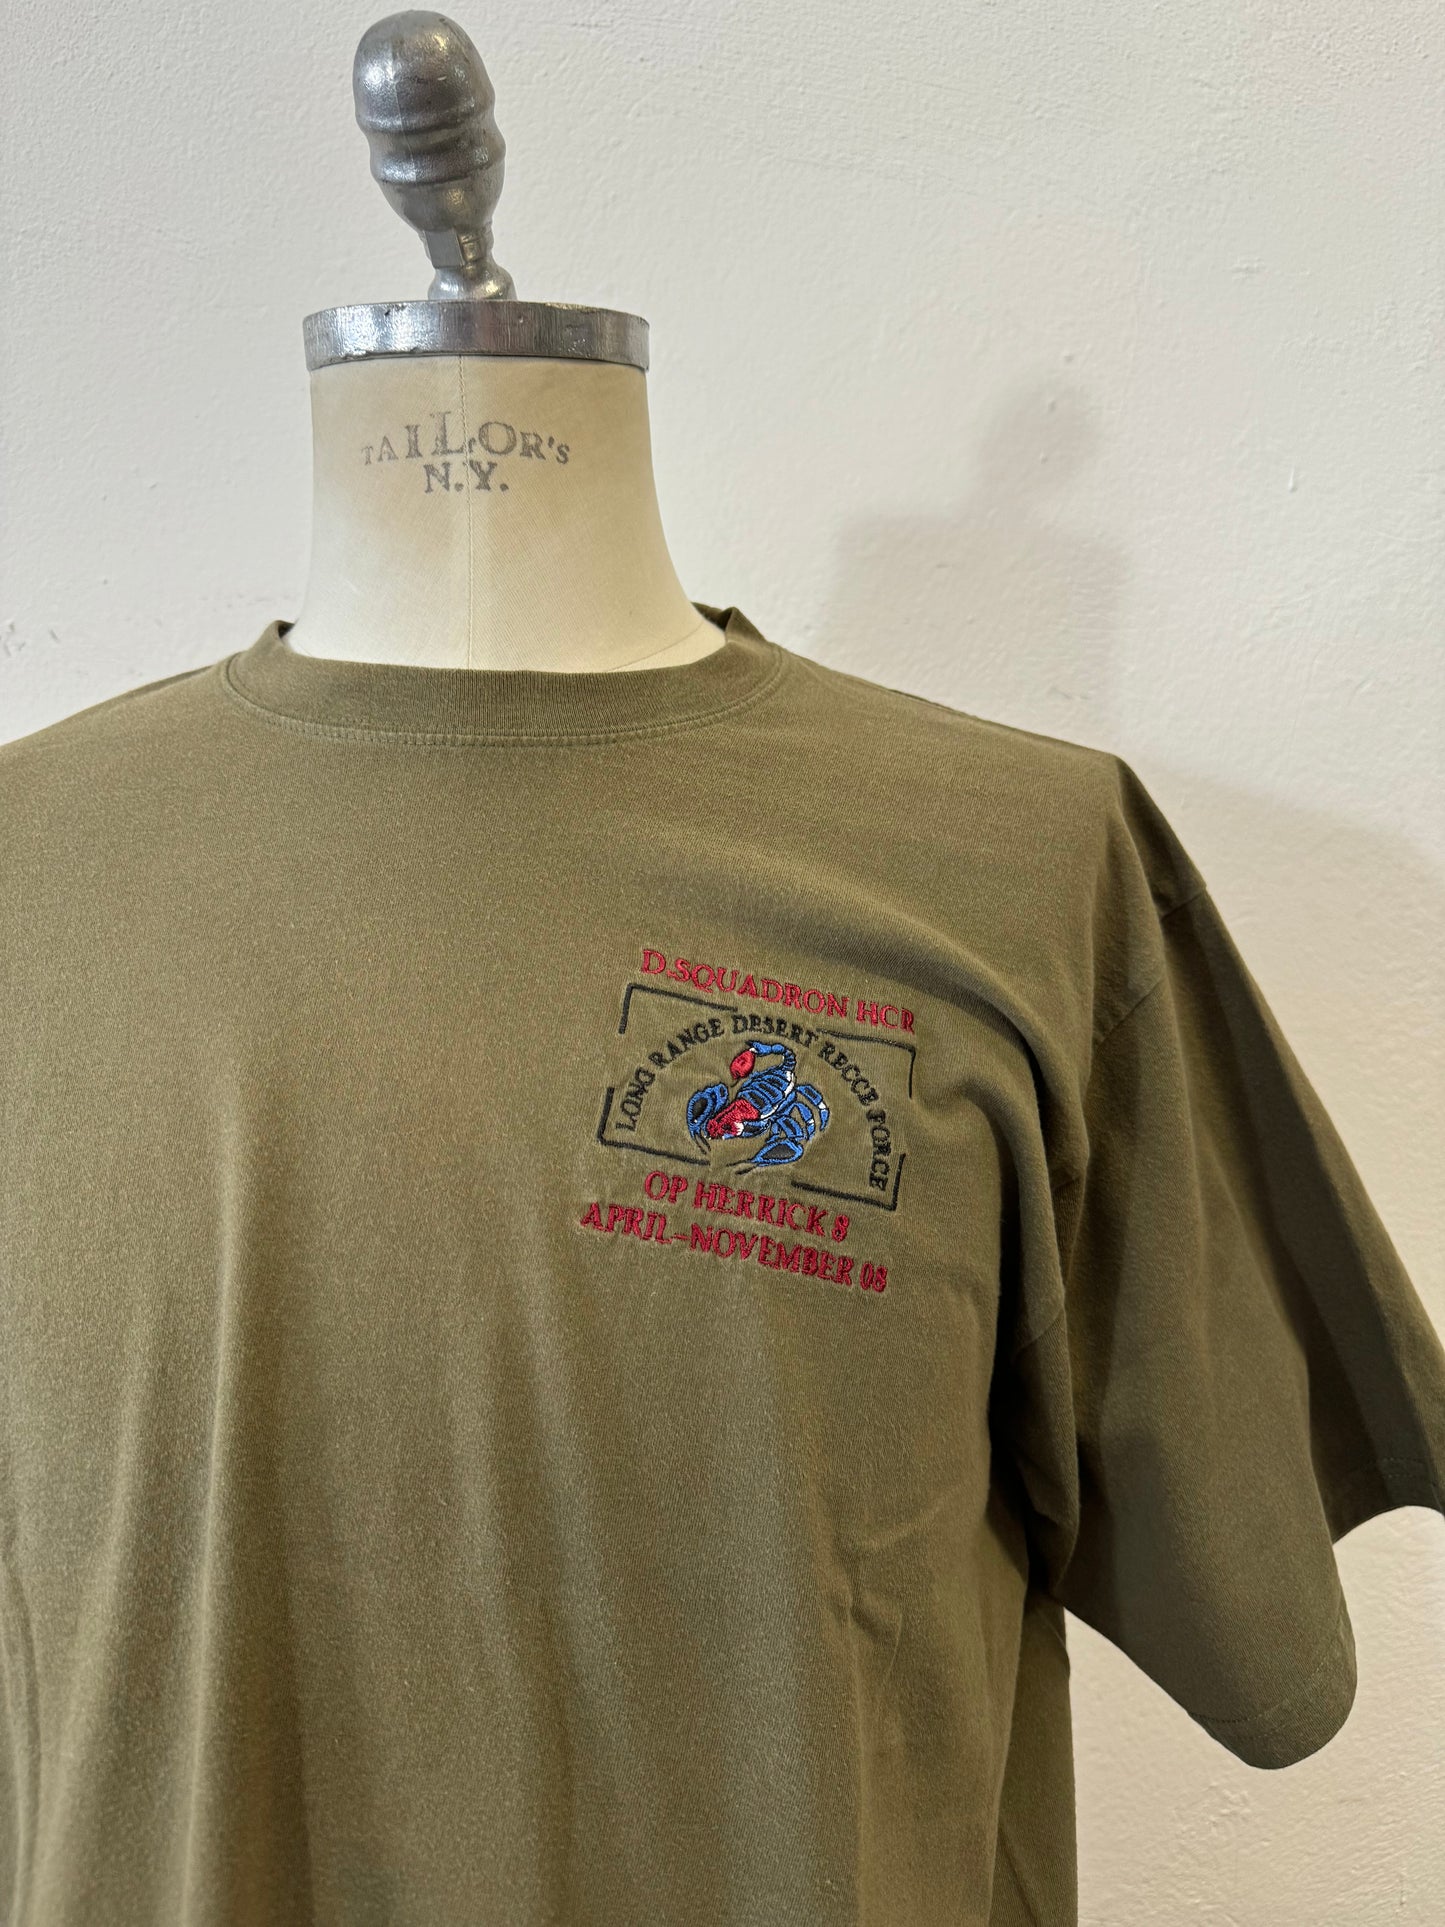 TAILOR'S
N.Y.
D-SQUADRON HCR
LONG RANGE DESERT RECCE FORCE
OP HERRICK 8
APRIL-NOVEMBER 08